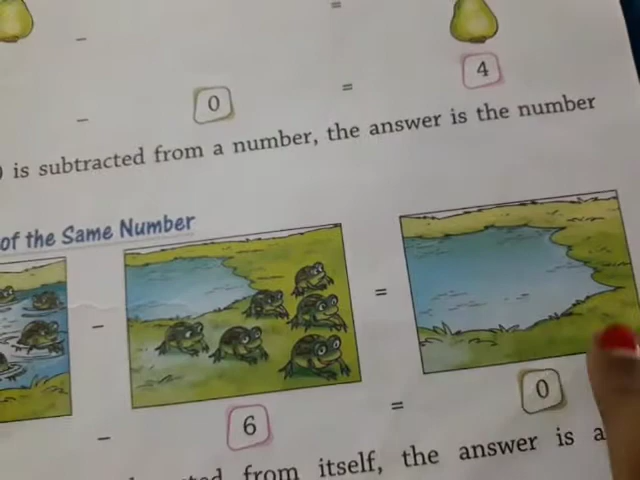 =
-
4
- 0 =
is subtracted from a number, the answer is the number
of the Same Number
- =
- 6 = 0
from itself, the answer is a